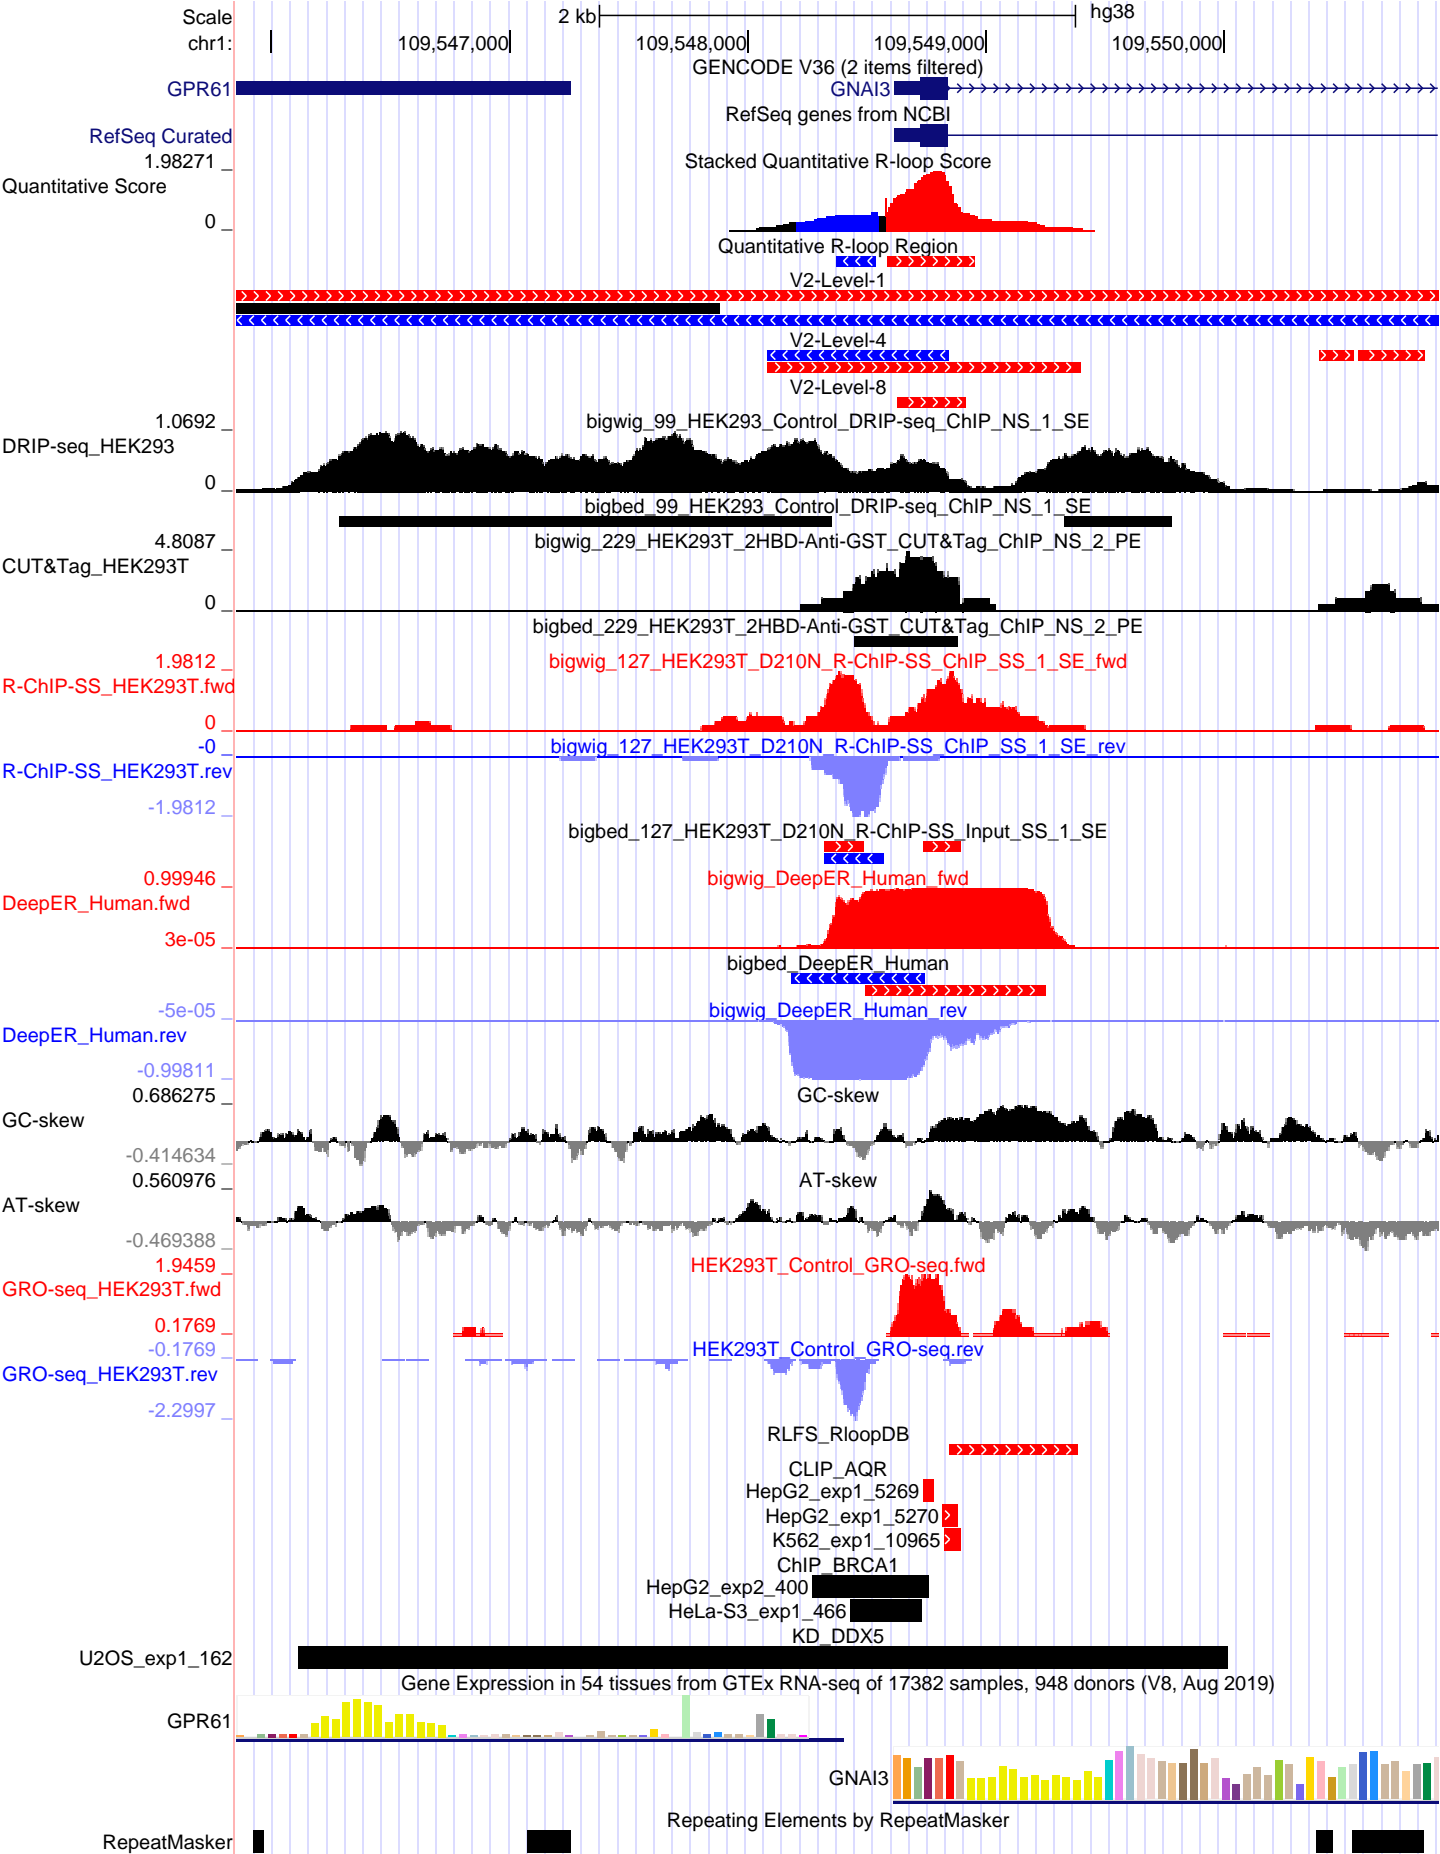 Scale 2 kb hg38
chr1: 109,547,000 109,548,000 109,549,000 109,550,000
GENCODE V36 (2 items filtered)
GPR61 GNAI3
RefSeq genes from NCBI
RefSeq Curated
1.98271 Stacked Quantitative R-loop Score
Quantitative Score
0
Quantitative R-loop Region
V2-Level-1
V2-Level-4
V2-Level-8
1.0692 bigwig_99_HEK293_Control_DRIP-seq_ChIP_NS_1_SE
DRIP-seq_HEK293
0
bigbed_99_HEK293_Control_DRIP-seq_ChIP_NS_1_SE
4.8087 bigwig_229_HEK293T_2HBD-Anti-GST_CUT&Tag_ChIP_NS_2_PE
CUT&Tag_HEK293T
0
bigbed_229_HEK293T_2HBD-Anti-GST_CUT&Tag_ChIP_NS_2_PE
1.9812 bigwig_127_HEK293T_D210N_R-ChIP-SS_ChIP_SS_1_SE_fwd
R-ChIP-SS_HEK293T.fwd
0
-0 bigwig_127_HEK293T_D210N_R-ChIP-SS_ChIP_SS_1_SE_rev
R-ChIP-SS_HEK293T.rev
-1.9812
bigbed_127_HEK293T_D210N_R-ChIP-SS_Input_SS_1_SE
0.99946 bigwig_DeepER_Human_fwd
DeepER_Human.fwd
3e-05
bigbed_DeepER_Human
-5e-05 bigwig_DeepER_Human_rev
DeepER_Human.rev
-0.99811
0.686275 GC-skew
GC-skew
-0.414634
0.560976 AT-skew
AT-skew
-0.469388
1.9459 HEK293T_Control_GRO-seq.fwd
GRO-seq_HEK293T.fwd
0.1769
-0.1769 HEK293T_Control_GRO-seq.rev
GRO-seq_HEK293T.rev
-2.2997
RLFS_RloopDB
CLIP_AQR
HepG2_exp1_5269
HepG2_exp1_5270
K562_exp1_10965
ChIP_BRCA1
HepG2_exp2_400
HeLa-S3_exp1_466
KD_DDX5
U2OS_exp1_162
Gene Expression in 54 tissues from GTEx RNA-seq of 17382 samples, 948 donors (V8, Aug 2019)
GPR61
GNAI3
Repeating Elements by RepeatMasker
RepeatMasker